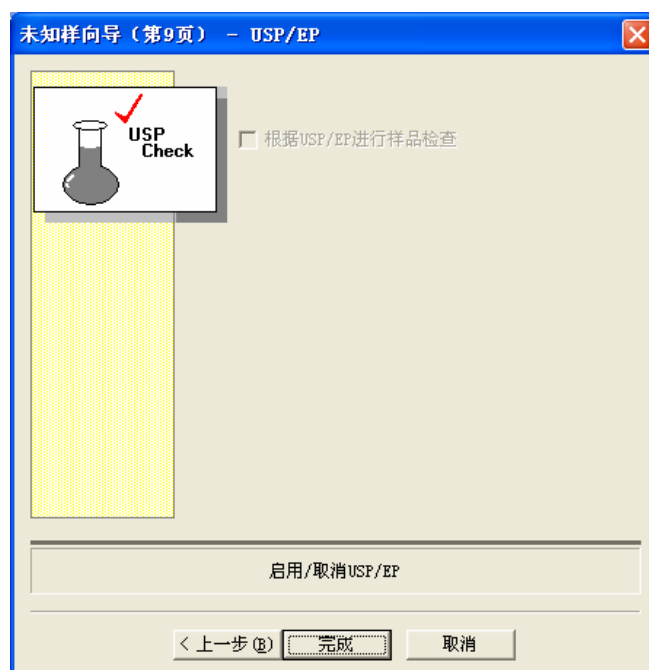 未知样向导（第9页） - USP/EP
USP
Check
根据USP/EP进行样品检查
启用/取消USP/EP
< 上一步(B)
完成
取消